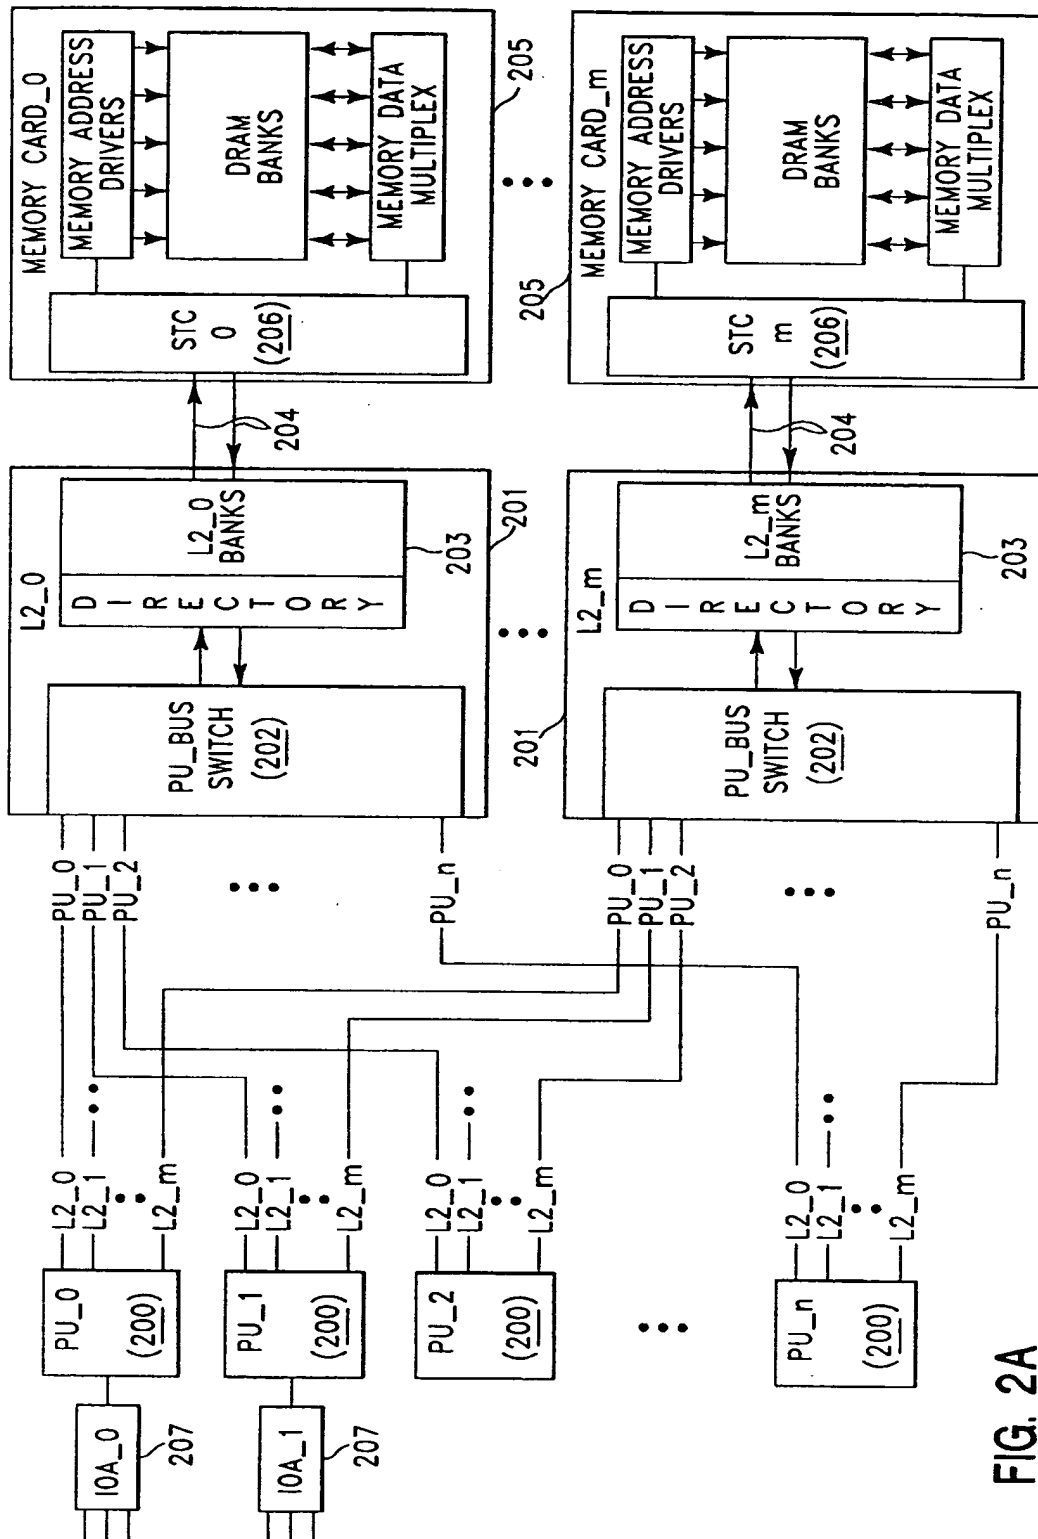 MEMORY CARD_0
MEMORY ADDRESS
DRIVERS
DRAM
BANKS
MEMORY DATA
MULTIPLEX
STC
0
(206)
205
204
L2_0
DIRECTORY
L2_0
BANKS
203
201
PU_BUS
SWITCH
(202)
PU_0
PU_1
PU_2
PU_n
MEMORY CARD_m
MEMORY ADDRESS
DRIVERS
DRAM
BANKS
MEMORY DATA
MULTIPLEX
STC
m
(206)
205
204
L2_m
DIRECTORY
L2_m
BANKS
203
201
PU_BUS
SWITCH
(202)
PU_0
PU_1
PU_2
PU_n
L2_0
L2_1
L2_m
PU_0
(200)
IOA_0
207
L2_0
L2_1
L2_m
PU_1
(200)
IOA_1
207
L2_0
L2_1
L2_m
PU_2
(200)
L2_0
L2_1
L2_m
PU_n
(200)
FIG. 2A